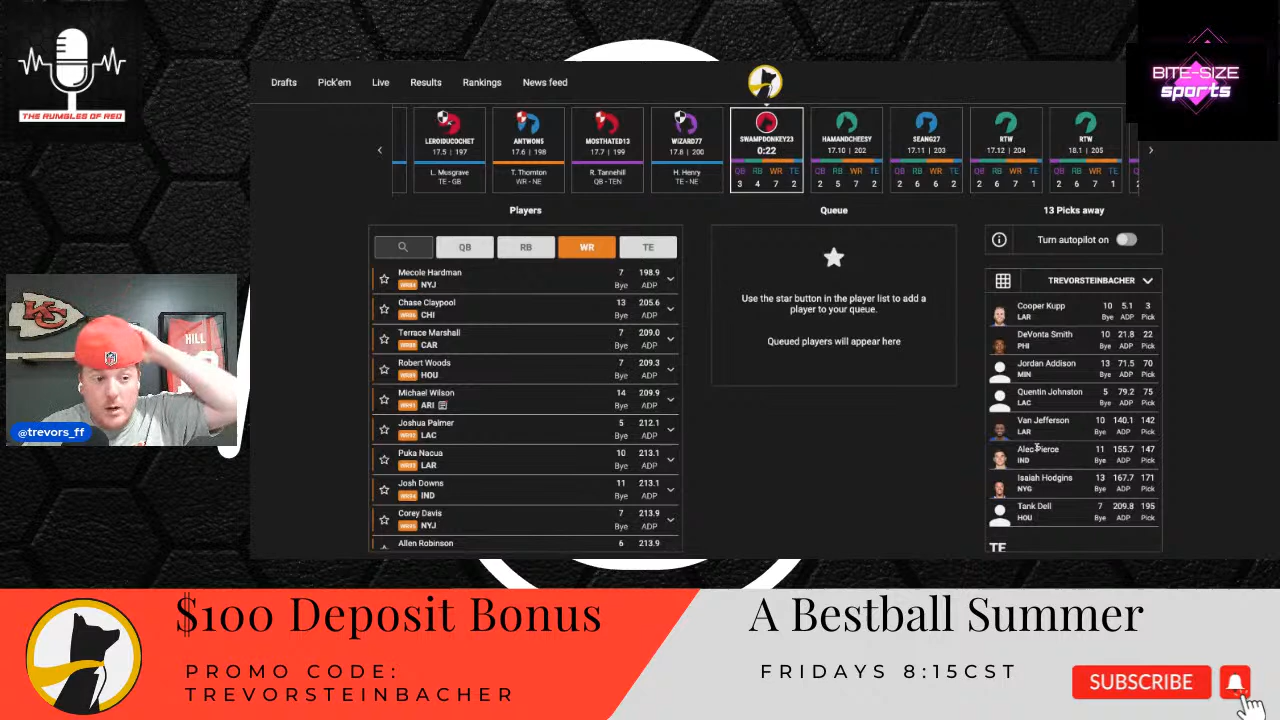 THE RUMBLES OF RED
BITE-SIZE
sports
Drafts Pick'em Live Results Rankings News feed
LEROIDUCOCHET
17.5 | 197
L. Musgrave
TE - GB
ANTWON5
17.6 | 198
T. Thornton
WR - NE
MOSTHATED13
17.7 | 199
R. Tannehill
QB - TEN
WIZARD77
17.8 | 200
H. Henry
TE - NE
SWAMPDONKEY23
0:22
QB RB WR TE
3 4 7 2
HAMANDCHEESY
17.10 | 202
QB RB WR TE
2 5 7 2
SEANG27
17.11 | 203
QB RB WR TE
2 6 6 2
RTW
17.12 | 204
QB RB WR TE
2 6 7 1
RTW
18.1 | 205
QB RB WR TE
2 6 7 1
Players
QB RB WR TE
Mecole Hardman 7 198.9
NYJ Bye ADP
Chase Claypool 13 205.6
CHI Bye ADP
Terrace Marshall 7 209.0
CAR Bye ADP
Robert Woods 7 209.3
HOU Bye ADP
Michael Wilson 14 209.9
ARI Bye ADP
Joshua Palmer 5 212.1
LAC Bye ADP
Puka Nacua 10 213.1
LAR Bye ADP
Josh Downs 11 213.1
IND Bye ADP
Corey Davis 7 213.9
NYJ Bye ADP
Allen Robinson 6 213.9
Queue
Use the star button in the player list to add a
player to your queue.
Queued players will appear here
13 Picks away
Turn autopilot on
TREVORSTEINBACHER
Cooper Kupp 10 5.1 3
LAR Bye ADP Pick
DeVonta Smith 10 21.8 22
PHI Bye ADP Pick
Jordan Addison 13 71.5 70
MIN Bye ADP Pick
Quentin Johnston 5 79.2 75
LAC Bye ADP Pick
Van Jefferson 10 140.1 142
LAR Bye ADP Pick
Alec Pierce 11 155.7 147
IND Bye ADP Pick
Isaiah Hodgins 13 167.7 171
NYG Bye ADP Pick
Tank Dell 7 209.8 195
HOU Bye ADP Pick
TE
KC
HILL
NFL
@trevors_ff
$100 Deposit Bonus
PROMO CODE:
TREVORSTEINBACHER
A Bestball Summer
FRIDAYS 8:15CST
SUBSCRIBE